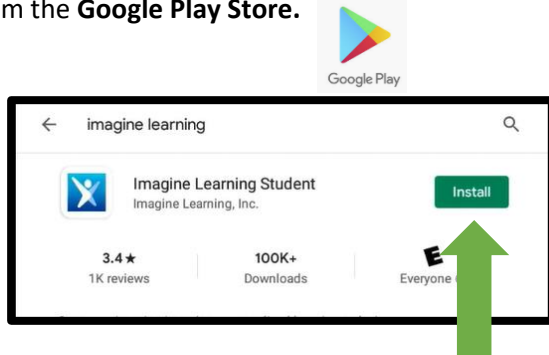 m the Google Play Store.
Google Play
imagine learning
Imagine Learning Student
Imagine Learning, Inc.
Install
3.4★
100K+
E
1K reviews
Downloads
Everyone